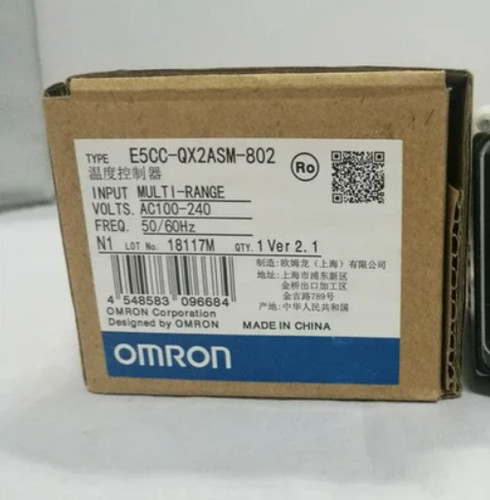 TYPE E5CC-QX2ASM-802
温度控制器
Ro
INPUT MULTI-RANGE
VOLTS. AC100-240
FREQ. 50/60Hz
N1 LOT No. 18117M QTY. 1 Ver 2.1
制造: 欧姆龙（上海）有限公司
地址: 上海市浦东新区
金桥出口加工区
金吉路789号
产地: 中华人民共和国
4 548583 096684
OMRON Corporation
Designed by OMRON
MADE IN CHINA
OMRON